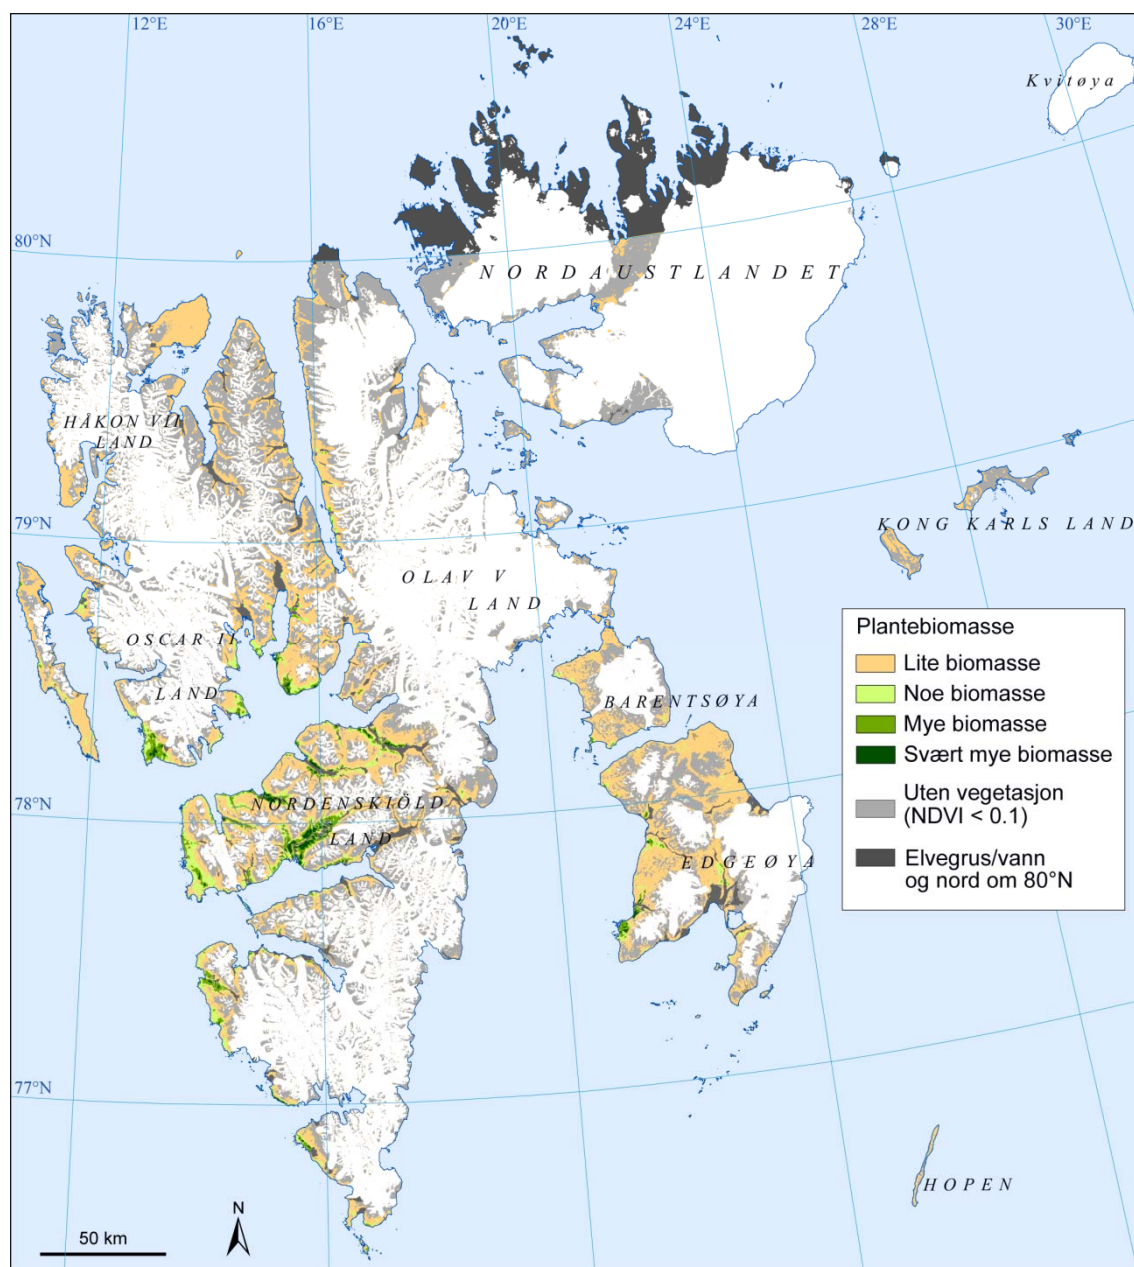 12°E
16°E
20°E
24°E
28°E
30°E
Kvitøya
80°N
NORDAUSTLANDET
HÅKON VII
LAND
79°N
KONG KARLS LAND
OLAV V
LAND
OSCAR II
LAND
BARENTSØYA
78°N
NORDENSKIÖLD
LAND
EDGEØYA
Plantebiomasse
Lite biomasse
Noe biomasse
Mye biomasse
Svært mye biomasse
Uten vegetasjon
(NDVI < 0.1)
Elvegrus/vann
og nord om 80°N
77°N
HOPEN
N
50 km